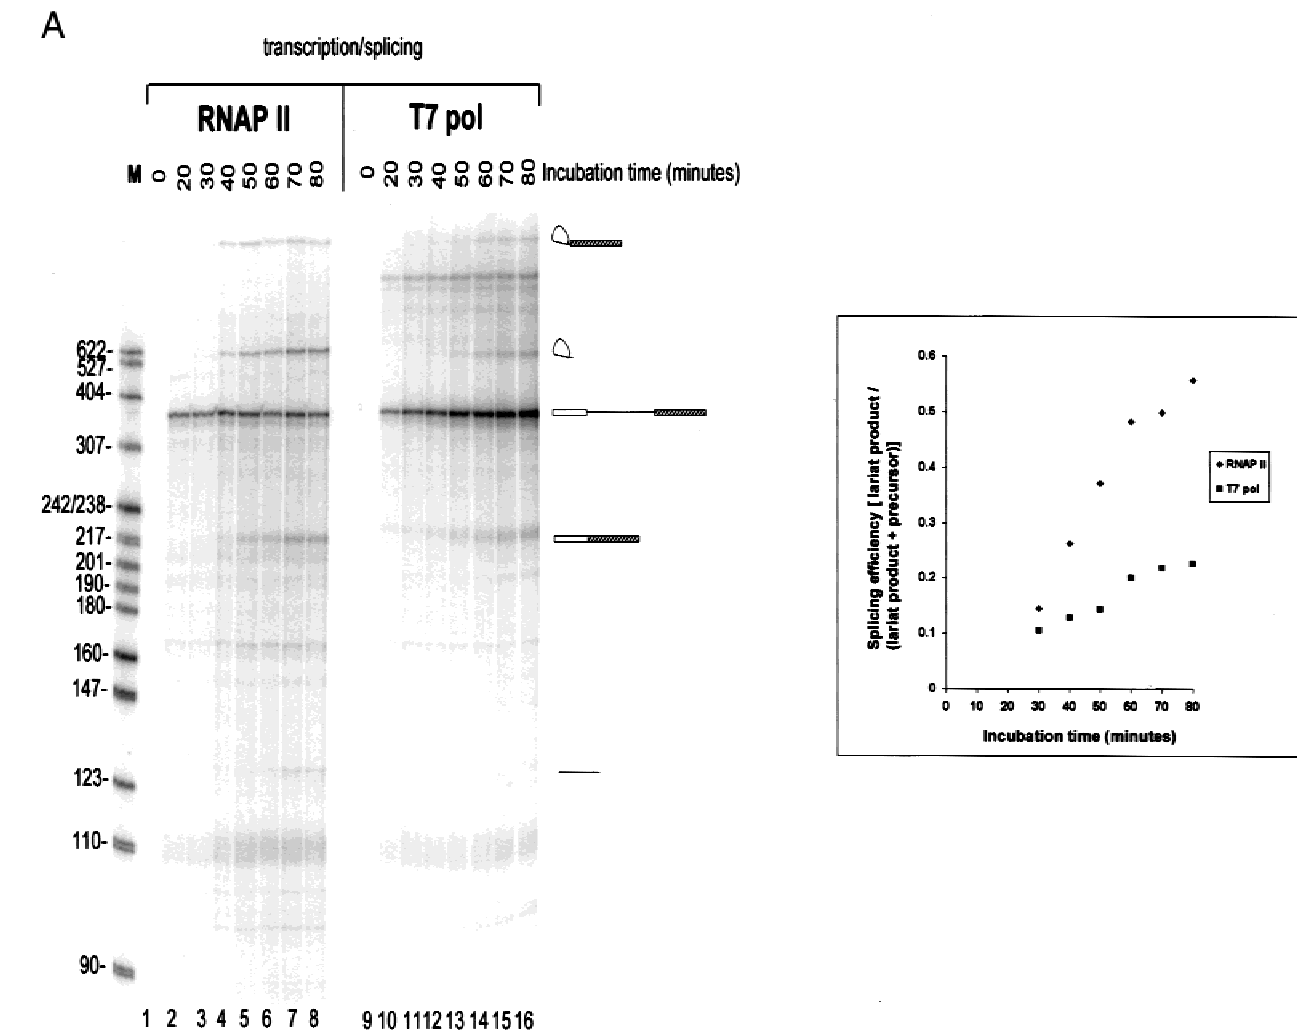 A
transcription/splicing
RNAP II
T7 pol
M 0 20 30 40 50 60 70 80 0 20 30 40 50 60 70 80 Incubation time (minutes)
622-
527-
404-
307-
242/238-
217-
201-
190-
180-
160-
147-
123-
110-
90-
1 2 3 4 5 6 7 8 9 10 11 12 13 14 15 16
Splicing efficiency [ lariat product /
(lariat product + precursor)]
0.6
0.5
0.4
0.3
0.2
0.1
0
0 10 20 30 40 50 60 70 80
Incubation time (minutes)
RNAP II
T7 pol